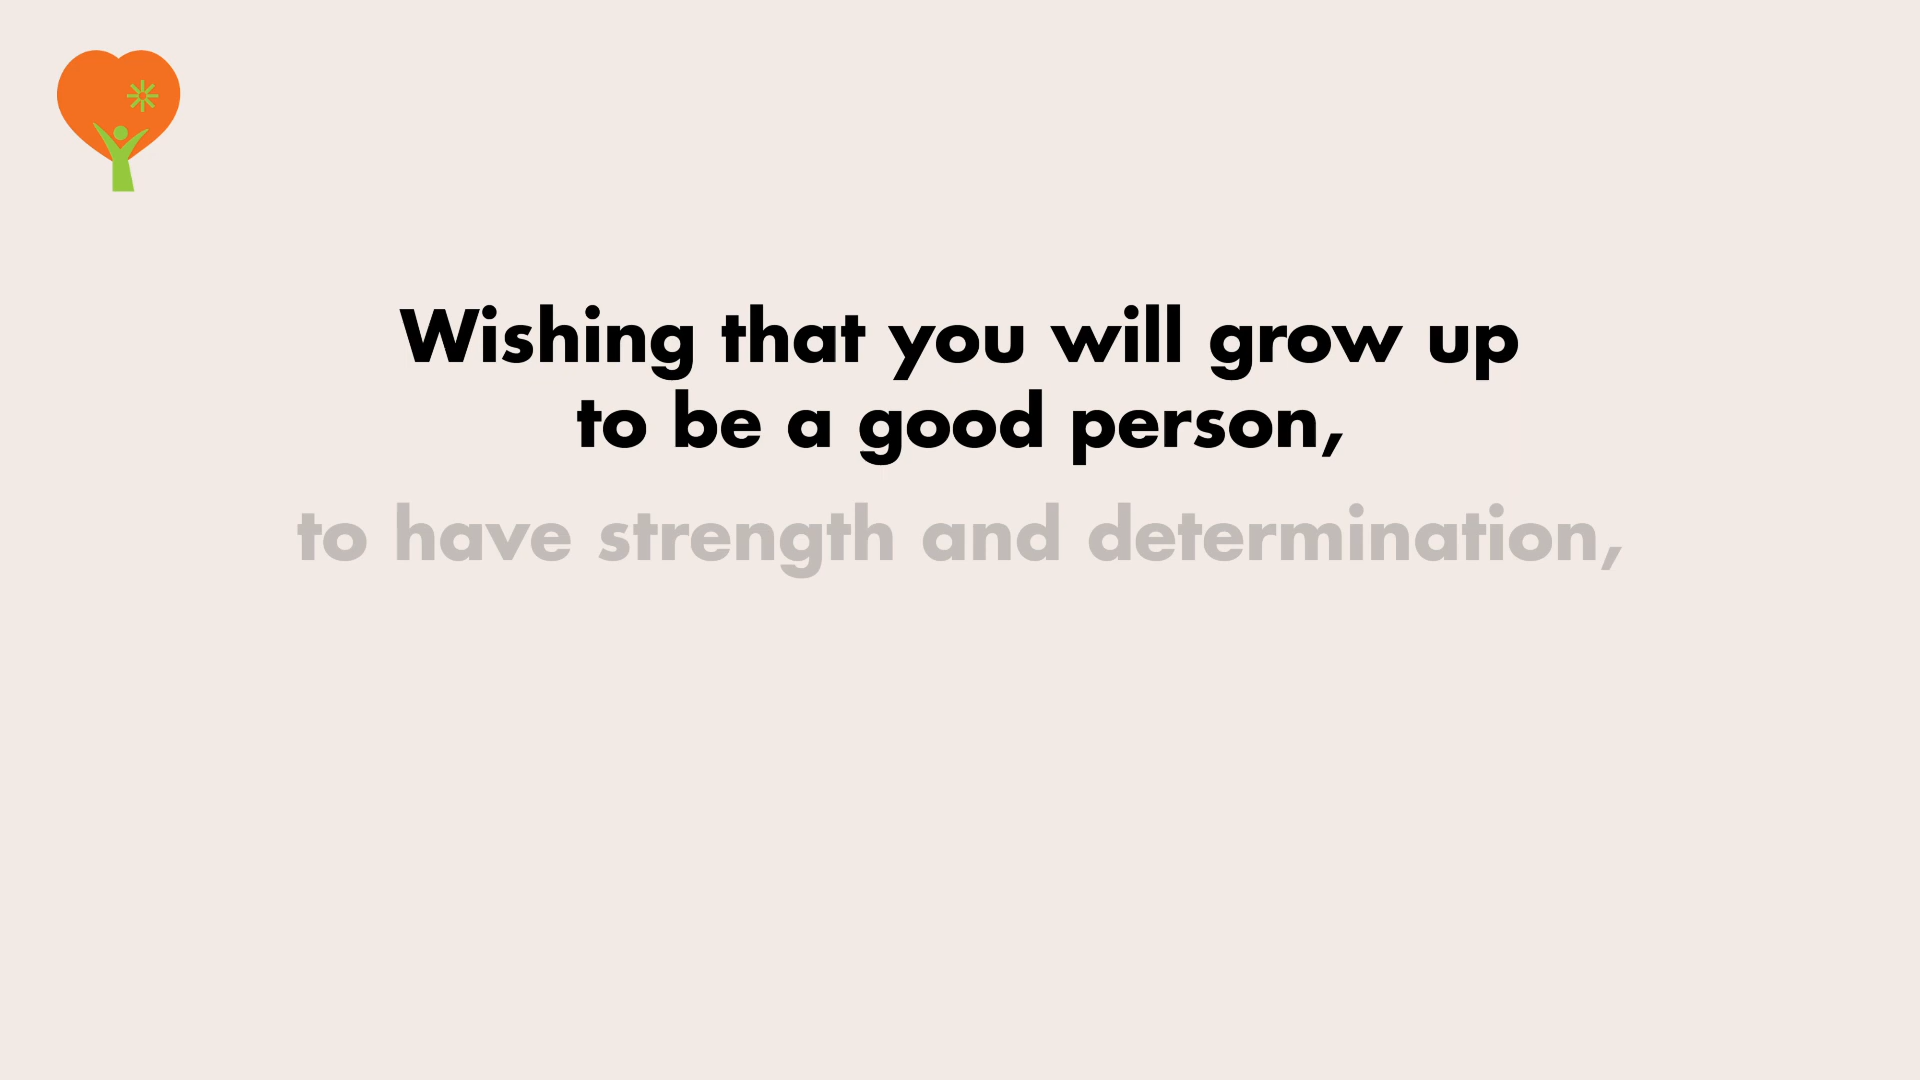 Wishing that you will grow up
to be a good person,
to have strength and determination,